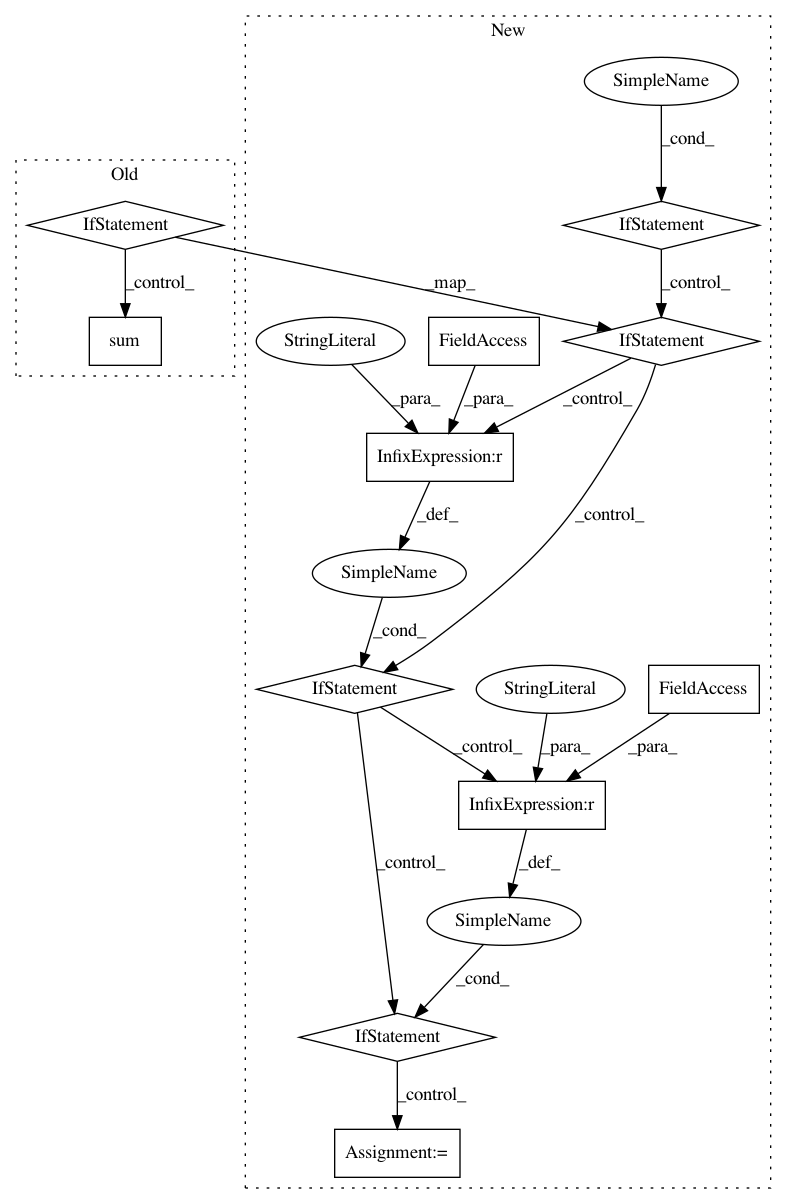 New
SimpleName
_cond_
Old
IfStatement
IfStatement
_control_
_map_
_control_
sum
StringLiteral
FieldAccess
IfStatement
_para_
_para_
_control_
InfixExpression:r
_def_
_control_
SimpleName
_cond_
IfStatement
StringLiteral
FieldAccess
_control_
_para_
_para_
InfixExpression:r
_control_
_def_
SimpleName
_cond_
IfStatement
_control_
Assignment:=